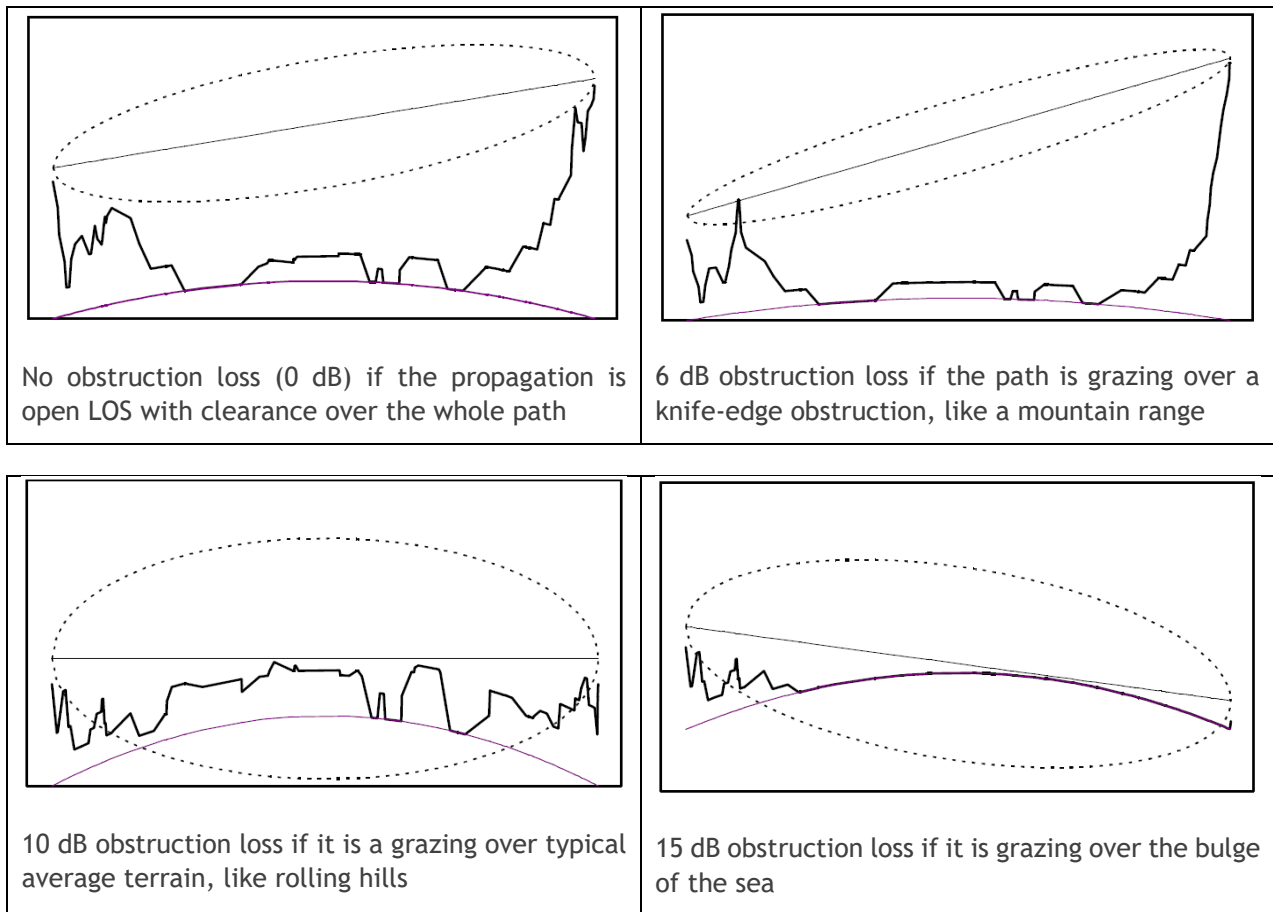 No obstruction loss (0 dB) if the propagation is
open LOS with clearance over the whole path
6 dB obstruction loss if the path is grazing over a
knife-edge obstruction, like a mountain range
10 dB obstruction loss if it is a grazing over typical
average terrain, like rolling hills
15 dB obstruction loss if it is grazing over the bulge
of the sea